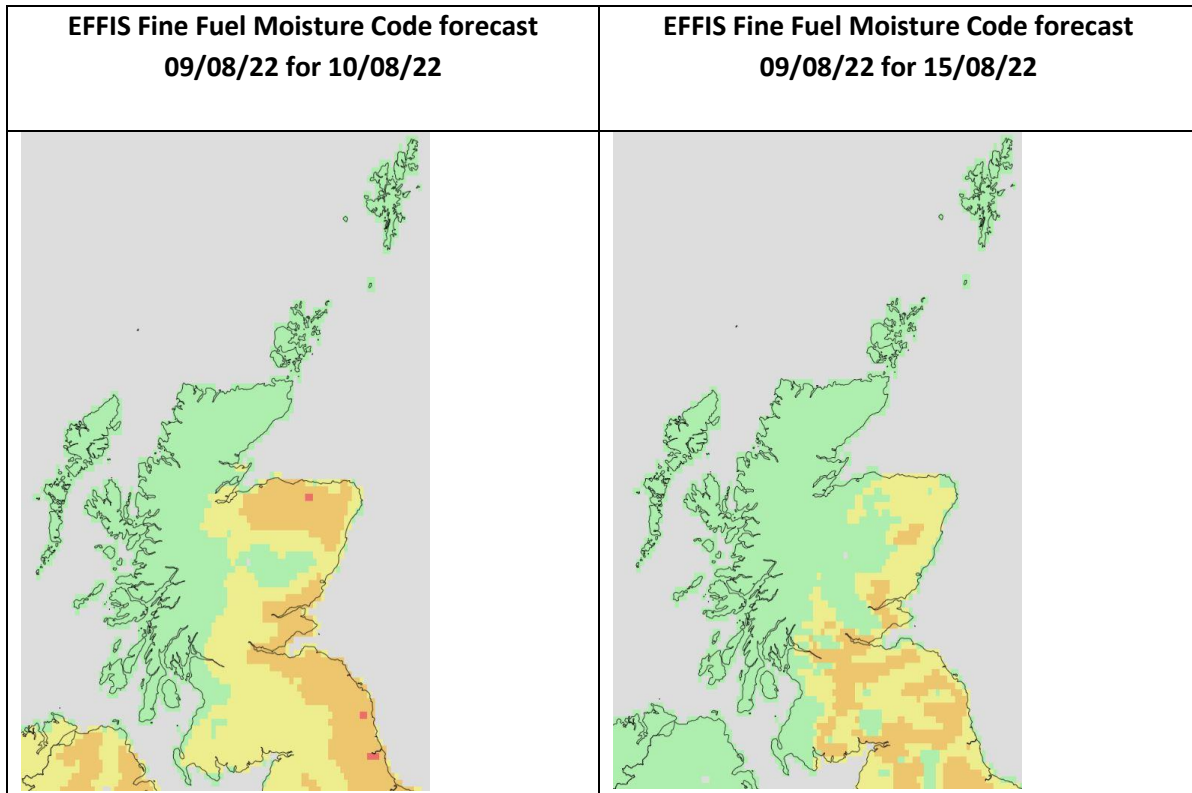 EFFIS Fine Fuel Moisture Code forecast
09/08/22 for 10/08/22
EFFIS Fine Fuel Moisture Code forecast
09/08/22 for 15/08/22